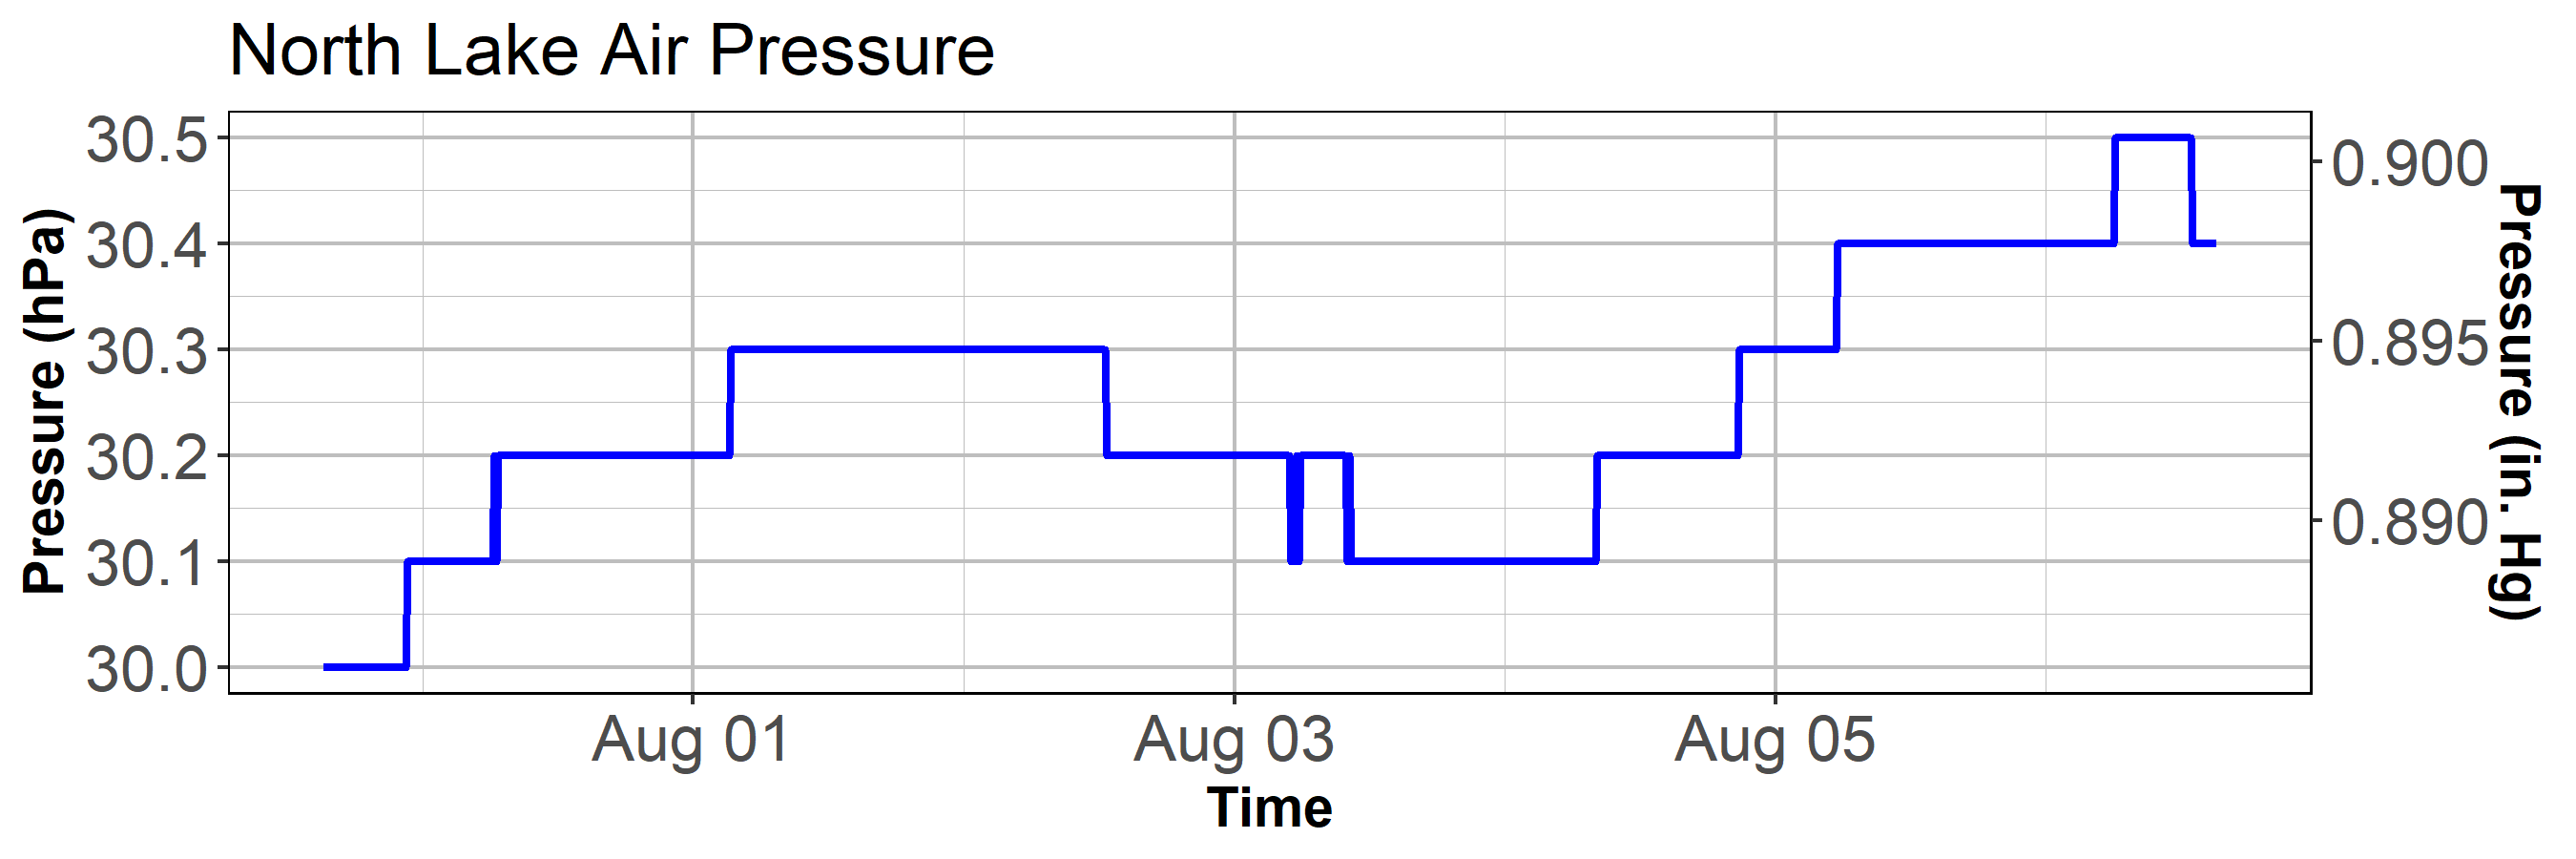 North Lake Air Pressure
Pressure (hPa)
30.5
30.4
30.3
30.2
30.1
30.0
0.900
0.895
0.890
Pressure (in. Hg)
Aug 01
Aug 03
Aug 05
Time